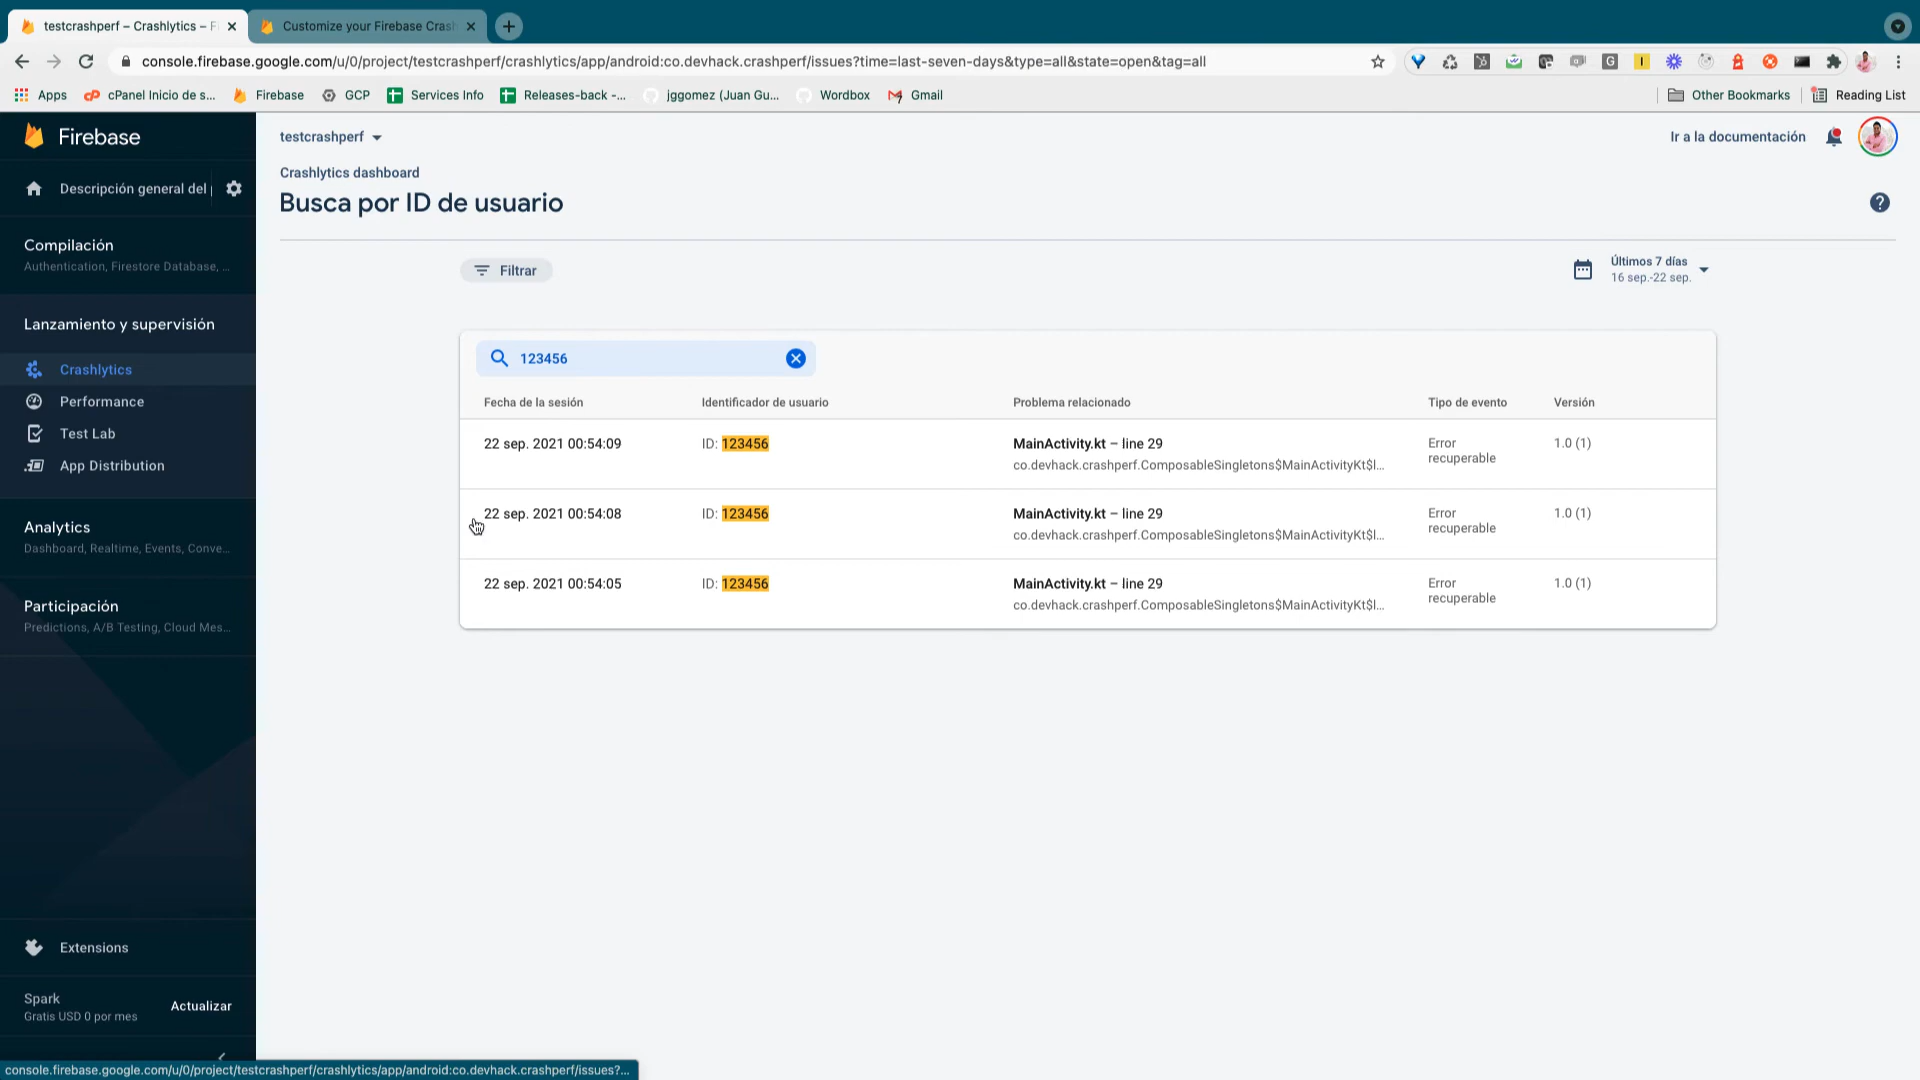 testcrashperf – Crashlytics – F
Customize your Firebase Crash
console.firebase.google.com/u/0/project/testcrashperf/crashlytics/app/android:co.devhack.crashperf/issues?time=last-seven-days&type=all&state=open&tag=all
Apps
cPanel Inicio de s...
Firebase
GCP
Services Info
Releases-back -...
jggomez (Juan Gu...
Wordbox
Gmail
Other Bookmarks
Reading List
Firebase
testcrashperf
Ir a la documentación
Crashlytics dashboard
Busca por ID de usuario
Descripción general del
Compilación
Authentication, Firestore Database, ...
Lanzamiento y supervisión
Crashlytics
Performance
Test Lab
App Distribution
Analytics
Dashboard, Realtime, Events, Conve...
Participación
Predictions, A/B Testing, Cloud Mes...
Extensions
Spark
Gratis USD 0 por mes
Actualizar
Filtrar
Últimos 7 días
16 sep.-22 sep.
123456
Fecha de la sesión Identificador de usuario Problema relacionado Tipo de evento Versión
22 sep. 2021 00:54:09 ID: 123456 MainActivity.kt – line 29 Error 1.0 (1)
co.devhack.crashperf.ComposableSingletons$MainActivityKt$l... recuperable
22 sep. 2021 00:54:08 ID: 123456 MainActivity.kt – line 29 Error 1.0 (1)
co.devhack.crashperf.ComposableSingletons$MainActivityKt$l... recuperable
22 sep. 2021 00:54:05 ID: 123456 MainActivity.kt – line 29 Error 1.0 (1)
co.devhack.crashperf.ComposableSingletons$MainActivityKt$l... recuperable
console.firebase.google.com/u/0/project/testcrashperf/crashlytics/app/android:co.devhack.crashperf/issues?...